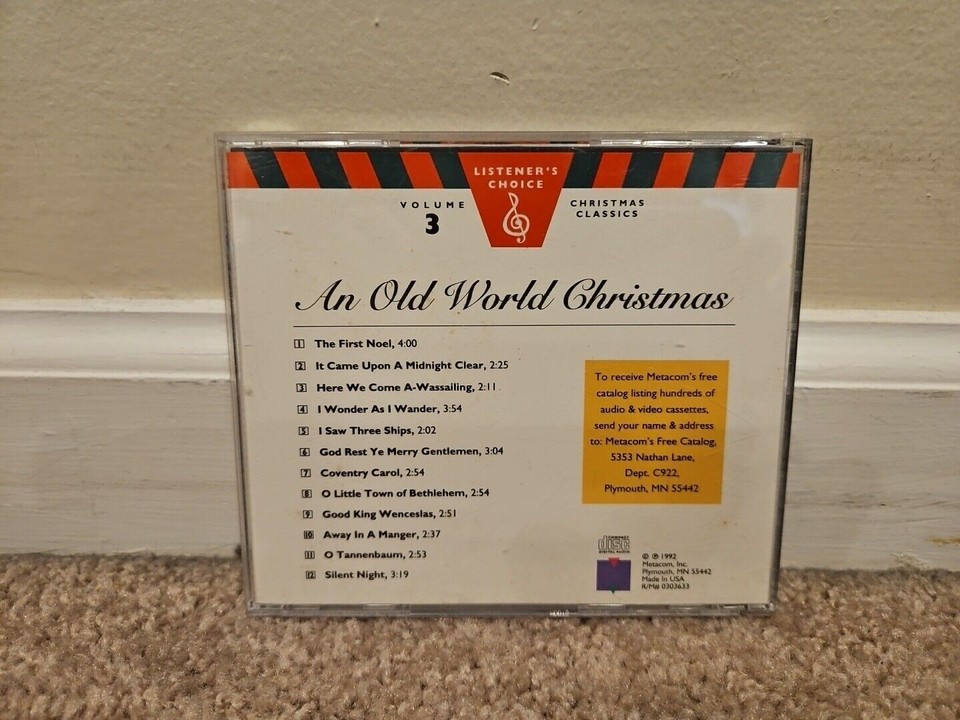 LISTENER'S
CHOICE
VOLUME
3
CHRISTMAS
CLASSICS
An Old World Christmas
1 The First Noel, 4:00
2 It Came Upon A Midnight Clear, 2:25
3 Here We Come A-Wassailing, 2:11
4 I Wonder As I Wander, 3:54
5 I Saw Three Ships, 2:02
6 God Rest Ye Merry Gentlemen, 3:04
7 Coventry Carol, 2:54
8 O Little Town of Bethlehem, 2:54
9 Good King Wenceslas, 2:51
10 Away In A Manger, 2:37
11 O Tannenbaum, 2:53
12 Silent Night, 3:19
To receive Metacom's free
catalog listing hundreds of
audio & video cassettes,
send your name & address
to: Metacom's Free Catalog,
5353 Nathan Lane,
Dept. C922,
Plymouth, MN 55442
COMPACT
disc
DIGITAL AUDIO
© ℗ 1992
Metacom, Inc.
Plymouth, MN 55442
Made In USA
R/MW 0303633